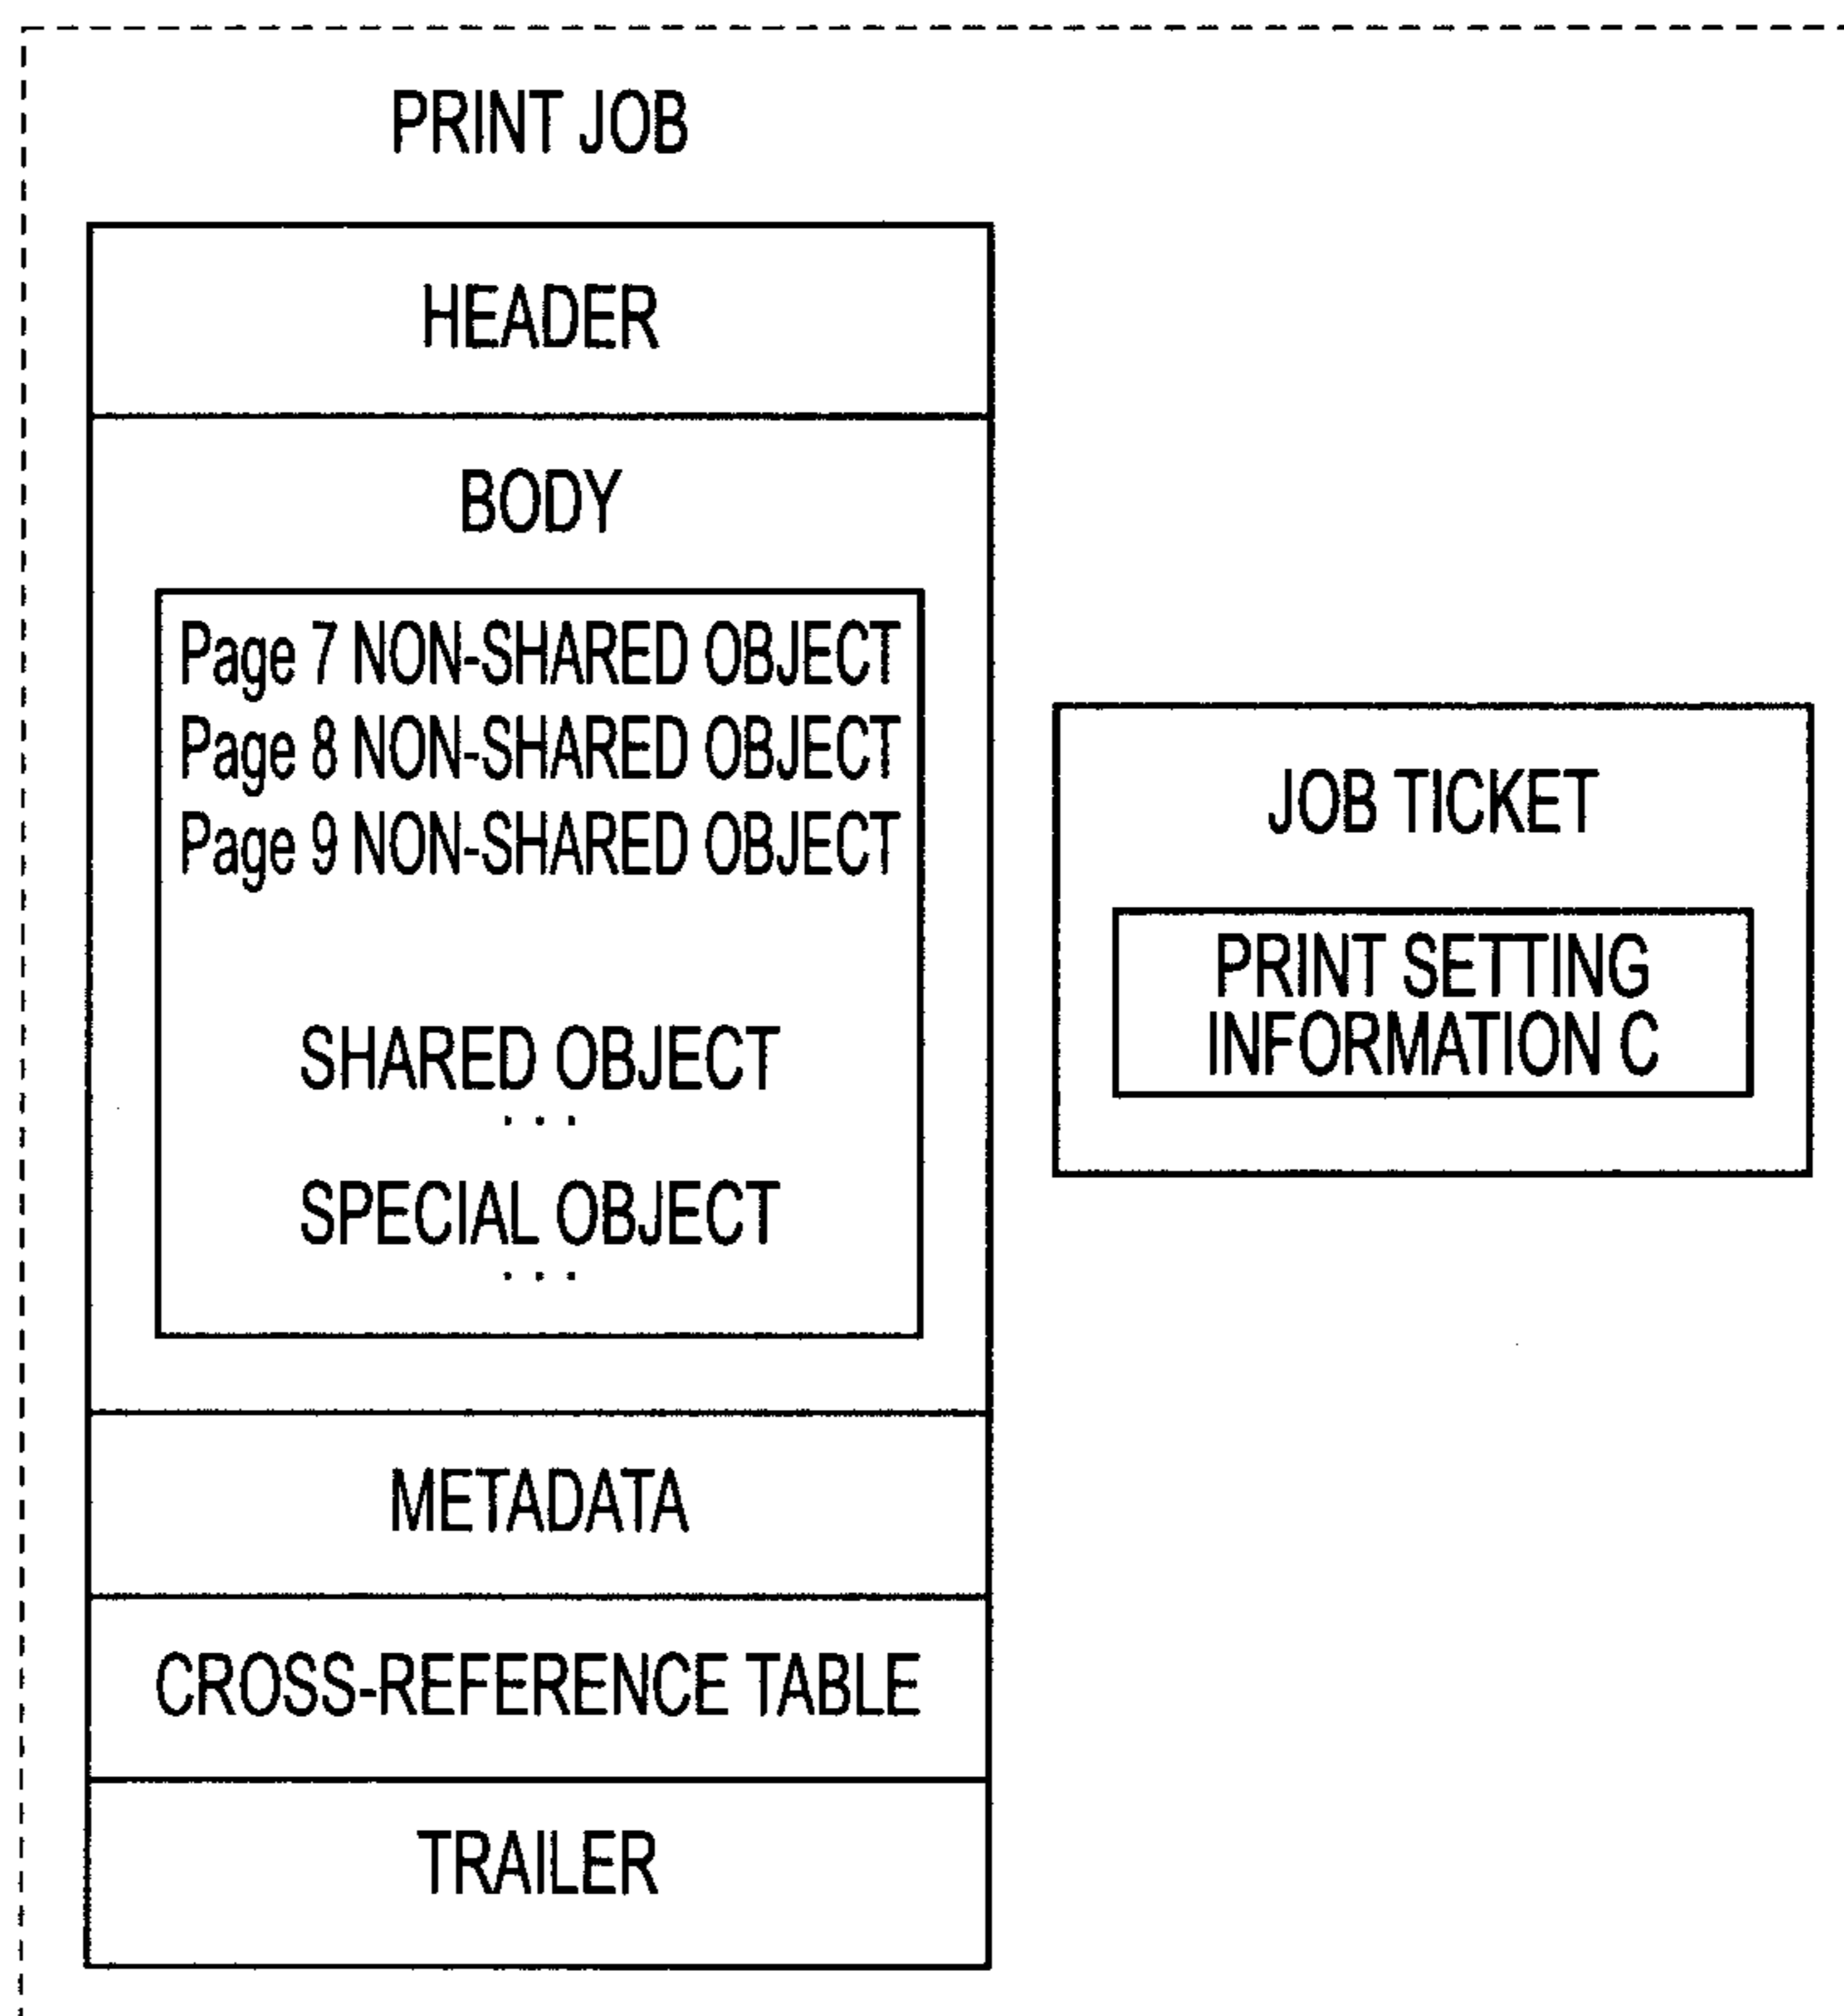 PRINT JOB
HEADER
BODY
Page 7 NON-SHARED OBJECT
Page 8 NON-SHARED OBJECT
Page 9 NON-SHARED OBJECT
SHARED OBJECT
...
SPECIAL OBJECT
...
METADATA
CROSS-REFERENCE TABLE
TRAILER
JOB TICKET
PRINT SETTING
INFORMATION C